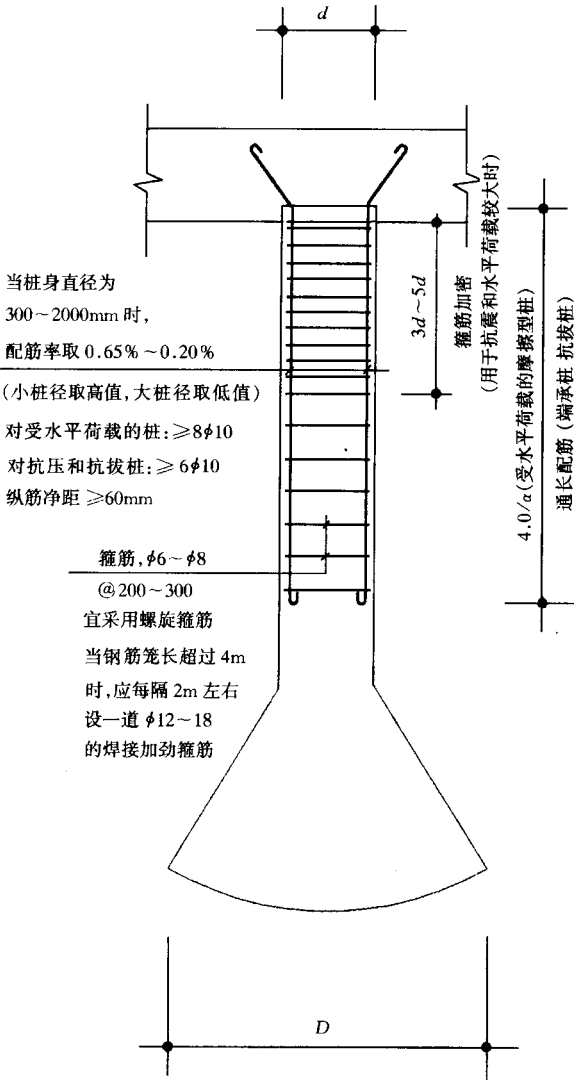 d
当桩身直径为
300～2000mm 时，
配筋率取 0.65%～0.20%
(小桩径取高值，大桩径取低值)
对受水平荷载的桩：≥8ϕ10
对抗压和抗拔桩：≥6ϕ10
纵筋净距 ≥60mm
箍筋，ϕ6～ϕ8
@200～300
宜采用螺旋箍筋
当钢筋笼长超过 4m
时，应每隔 2m 左右
设一道 ϕ12～18
的焊接加劲箍筋
3d～5d
箍筋加密
(用于抗震和水平荷载较大时)
4.0/α(受水平荷载的摩擦型桩)
通长配筋 (端承桩 抗拔桩)
D